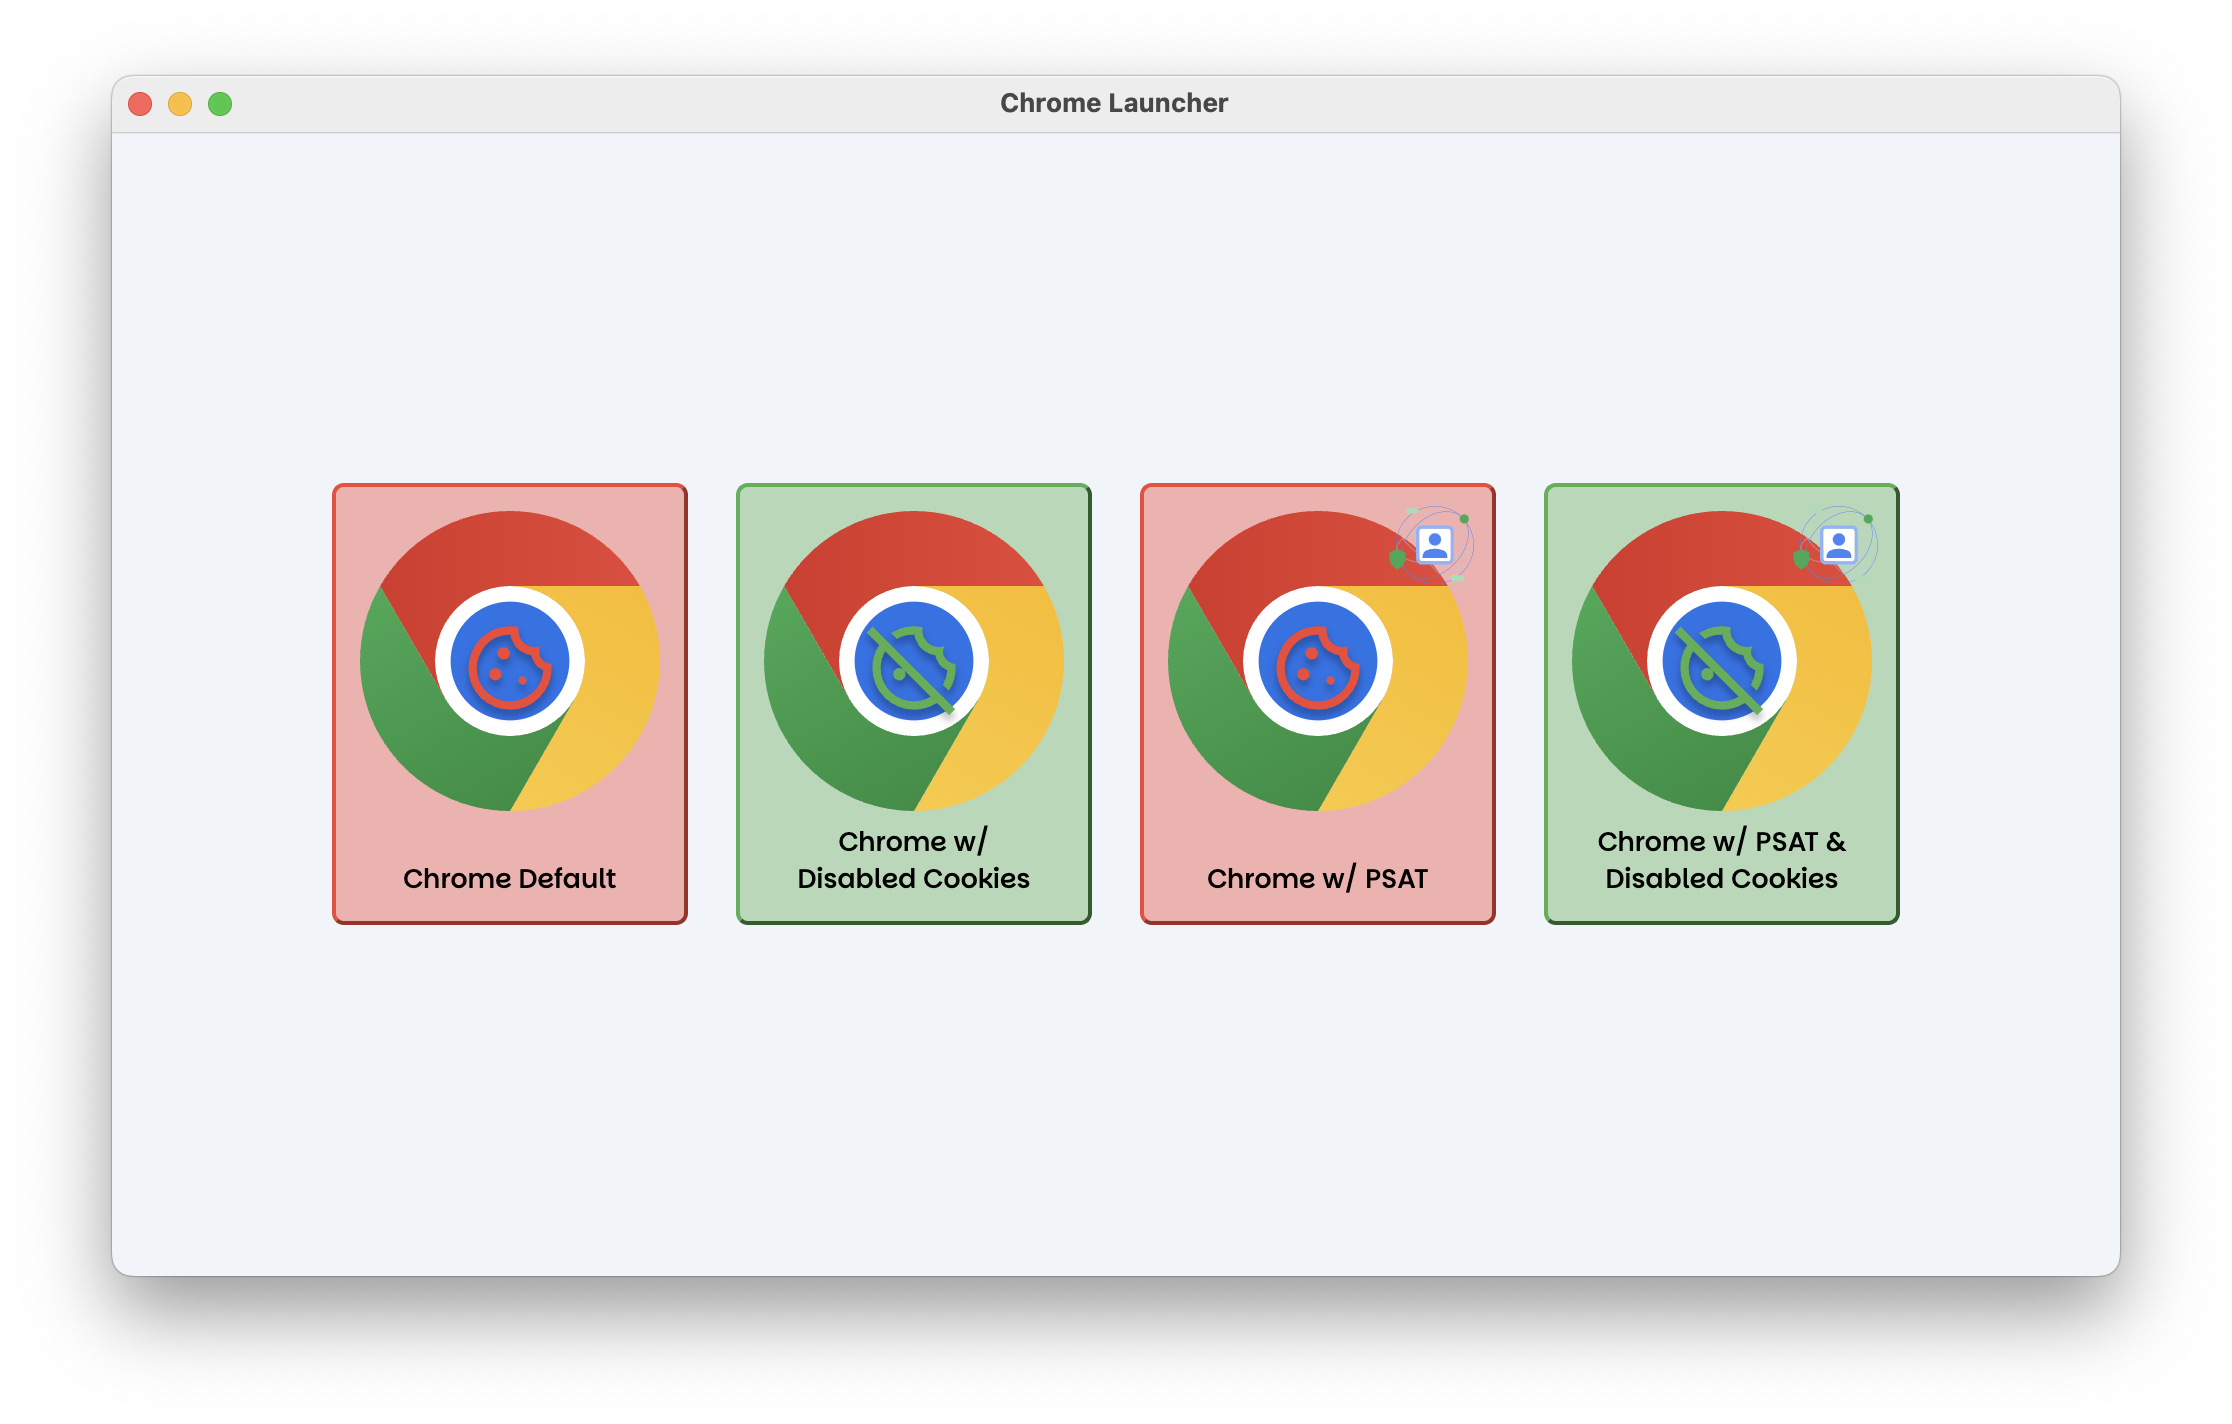 Chrome Launcher
Chrome Default
Chrome w/
Disabled Cookies
Chrome w/ PSAT
Chrome w/ PSAT &
Disabled Cookies